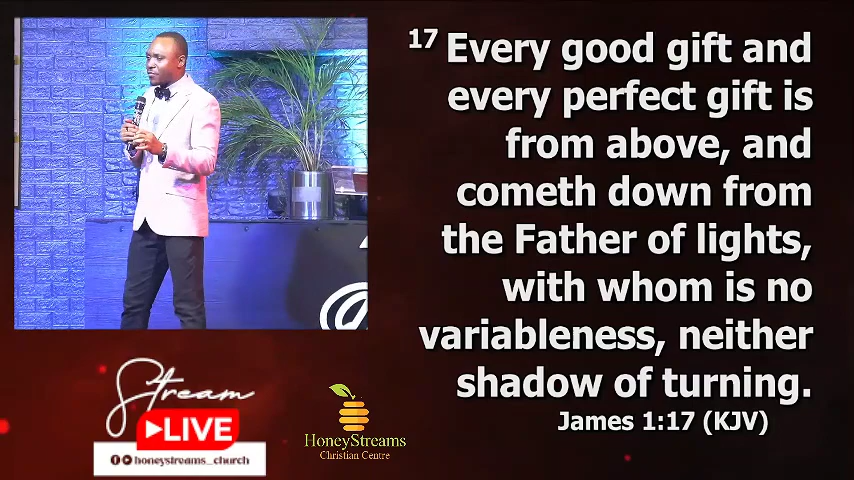 17 Every good gift and
every perfect gift is
from above, and
cometh down from
the Father of lights,
with whom is no
variableness, neither
shadow of turning.
James 1:17 (KJV)
Stream
LIVE
honeystreams_church
HoneyStreams
Christian Centre